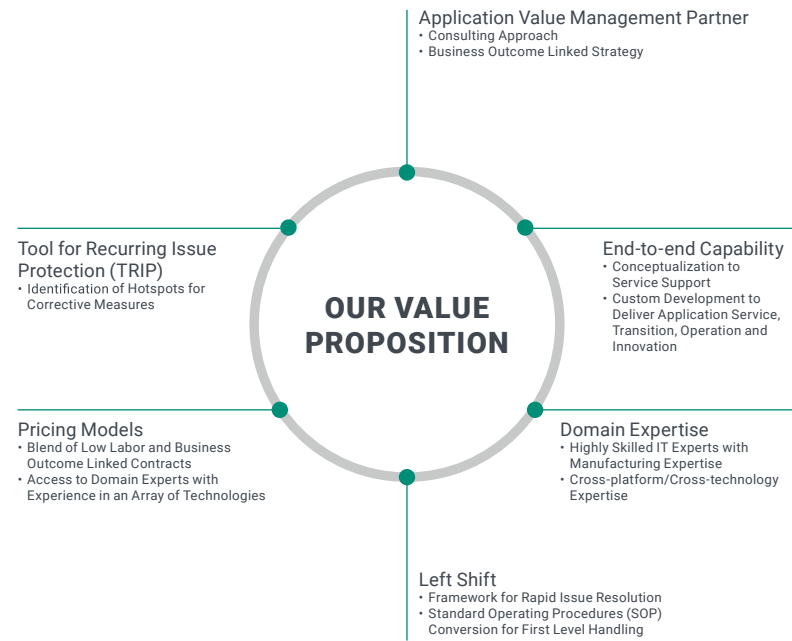 Application Value Management Partner
• Consulting Approach
• Business Outcome Linked Strategy
Tool for Recurring Issue
Protection (TRIP)
• Identification of Hotspots for
Corrective Measures
End-to-end Capability
• Conceptualization to
Service Support
• Custom Development to
Deliver Application Service,
Transition, Operation and
Innovation
OUR VALUE
PROPOSITION
Pricing Models
• Blend of Low Labor and Business
Outcome Linked Contracts
• Access to Domain Experts with
Experience in an Array of Technologies
Domain Expertise
• Highly Skilled IT Experts with
Manufacturing Expertise
• Cross-platform/Cross-technology
Expertise
Left Shift
• Framework for Rapid Issue Resolution
• Standard Operating Procedures (SOP)
Conversion for First Level Handling